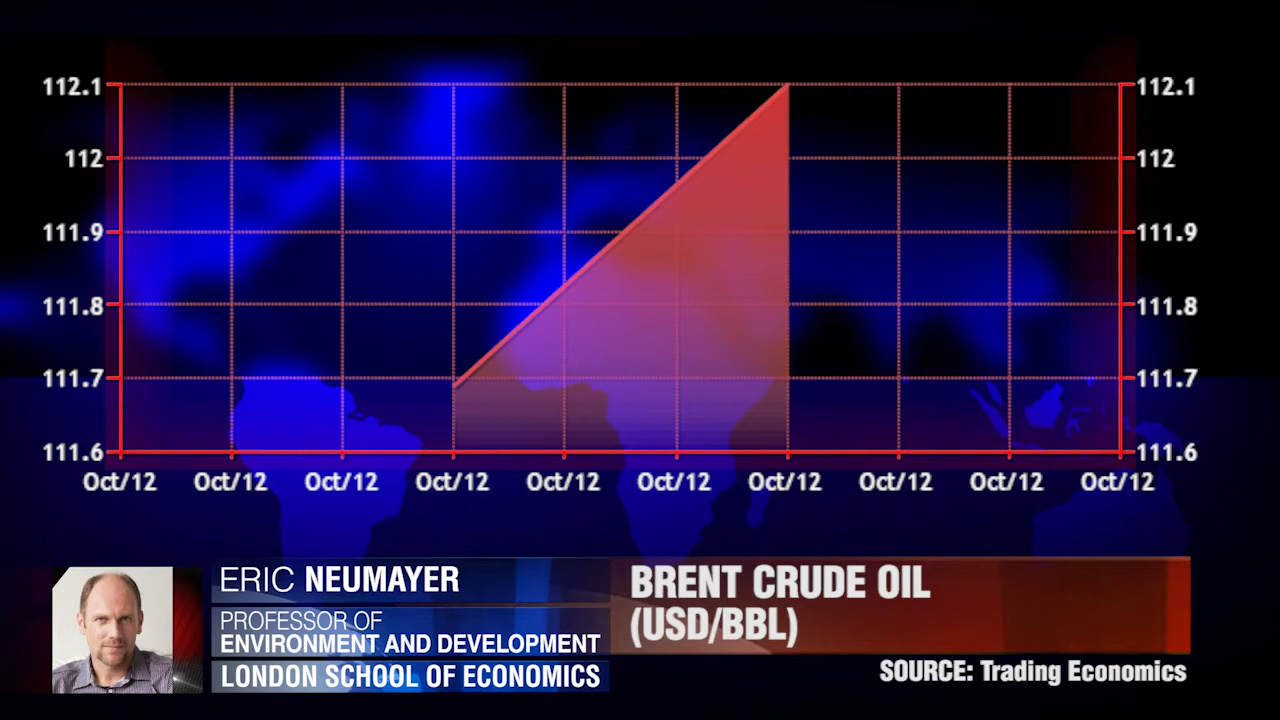 112.1 112.1
112 112
111.9 111.9
111.8 111.8
111.7 111.7
111.6 111.6
Oct/12 Oct/12 Oct/12 Oct/12 Oct/12 Oct/12 Oct/12 Oct/12 Oct/12 Oct/12
ERIC NEUMAYER
PROFESSOR OF
ENVIRONMENT AND DEVELOPMENT
LONDON SCHOOL OF ECONOMICS
BRENT CRUDE OIL
(USD/BBL)
SOURCE: Trading Economics